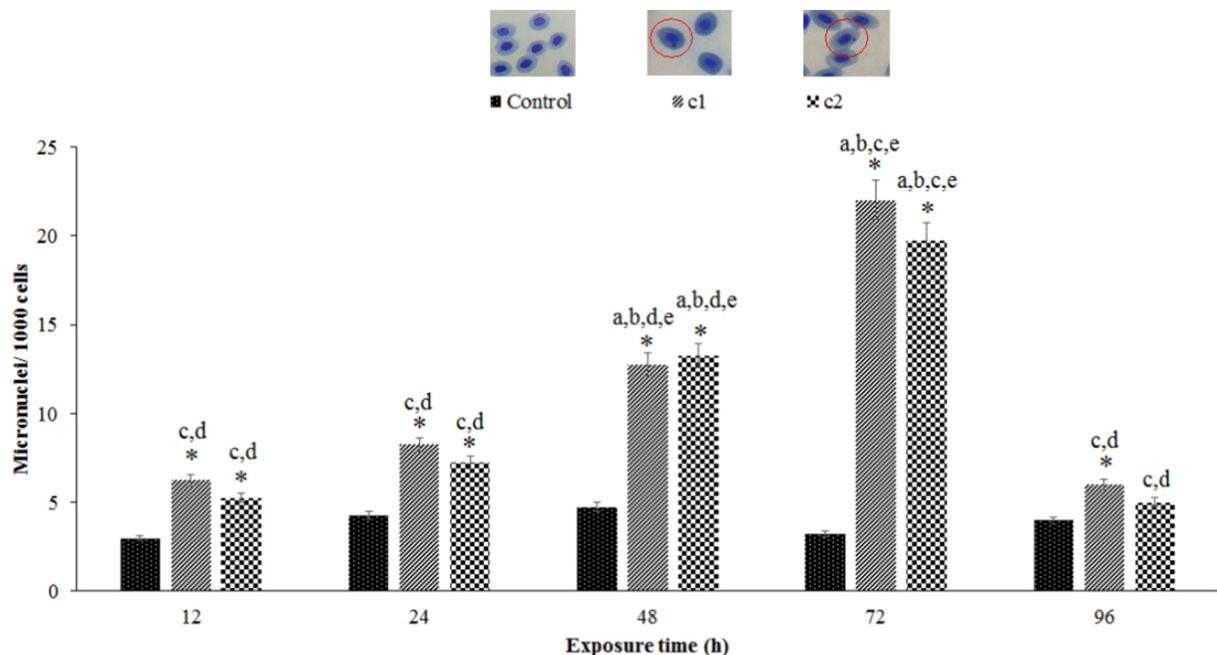 Control c1 c2
25
a,b,c,e
*
a,b,c,e
*
20
15
a,b,d,e
*
a,b,d,e
*
10
c,d
*
c,d
*
c,d
*
c,d
*
c,d
*
c,d
5
0
12 24 48 72 96
Micronuclei/ 1000 cells
Exposure time (h)